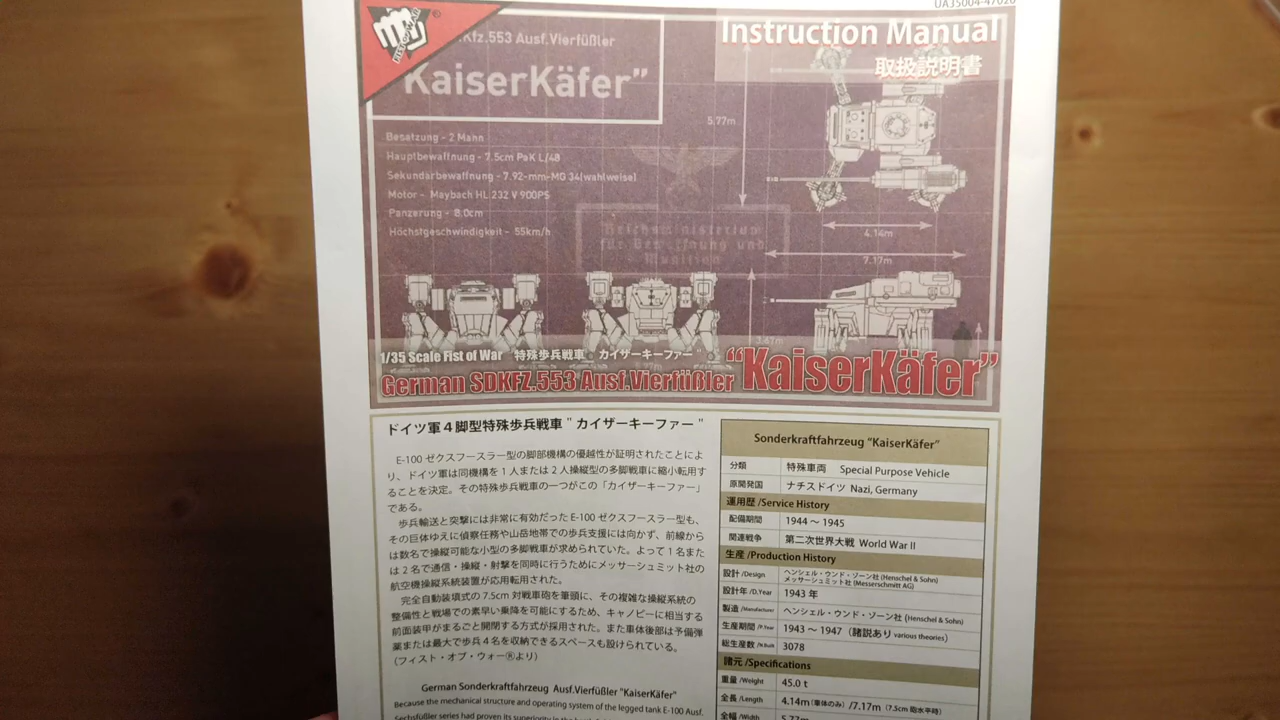 UA35004-47020
FIST OF WAR
Kfz.553 Ausf.Vierfüßler
"KaiserKäfer"
Instruction Manual
取扱説明書
Besatzung - 2 Mann
Hauptbewaffnung - 7.5cm PaK L/48
Sekundärbewaffnung - 7.92-mm-MG 34(wahlweise)
Motor - Maybach HL 232 V 900PS
Panzerung - 8.0cm
Höchstgeschwindigkeit - 55km/h
5.77m
4.14m
7.17m
3.67m
Reichsministerium
für Bewaffnung und
Munition
1/35 Scale Fist of War 特殊歩兵戦車 " カイザーキーファー "
German SDKFZ.553 Ausf.Vierfüßler "KaiserKäfer"
ドイツ軍４脚型特殊歩兵戦車 " カイザーキーファー "
E-100 ゼクスフースラー型の脚部機構の優越性が証明されたことによ
り、ドイツ軍は同機構を 1 人または 2 人操縦型の多脚戦車に縮小転用す
ることを決定。その特殊歩兵戦車の一つがこの「カイザーキーファー」
である。
歩兵輸送と突撃には非常に有効だった E-100 ゼクスフースラー型も、
その巨体ゆえに偵察任務や山岳地帯での歩兵支援には向かず、前線から
は数名で操縦可能な小型の多脚戦車が求められていた。よって 1 名また
は 2 名で通信・操縦・射撃を同時に行うためにメッサーシュミット社の
航空機操縦系統装置が応用転用された。
完全自動装填式の 7.5cm 対戦車砲を筆頭に、その複雑な操縦系統の
整備性と戦場での素早い乗降を可能にするため、キャノピーに相当する
前面装甲がまるごと開閉する方式が採用された。また車体後部は予備弾
薬または最大で歩兵 4 名を収納できるスペースも設けられている。
（フィスト・オブ・ウォー®より）
German Sonderkraftfahrzeug Ausf.Vierfüßler "KaiserKäfer"
Because the mechanical structure and operating system of the legged tank E-100 Ausf.
Sechsfüßler series had proven its superiority in the
Sonderkraftfahrzeug "KaiserKäfer"
分類 特殊車両 Special Purpose Vehicle
原開発国 ナチスドイツ Nazi, Germany
運用歴 /Service History
配備期間 1944 〜 1945
関連戦争 第二次世界大戦 World War II
生産 /Production History
設計 /Design ヘンシェル・ウンド・ゾーン社 (Henschel & Sohn)
メッサーシュミット社 (Messerschmitt AG)
設計年 /D.Year 1943 年
製造 /Manufacturer ヘンシェル・ウンド・ゾーン社 (Henschel & Sohn)
生産期間 /P.Year 1943 〜 1947（諸説あり various theories）
総生産数 /N.Built 3078
諸元 /Specifications
重量 /Weight 45.0 t
全長 /Length 4.14m（車体のみ）/7.17m（7.5cm 砲水平時）
全幅 /Width 5.77m